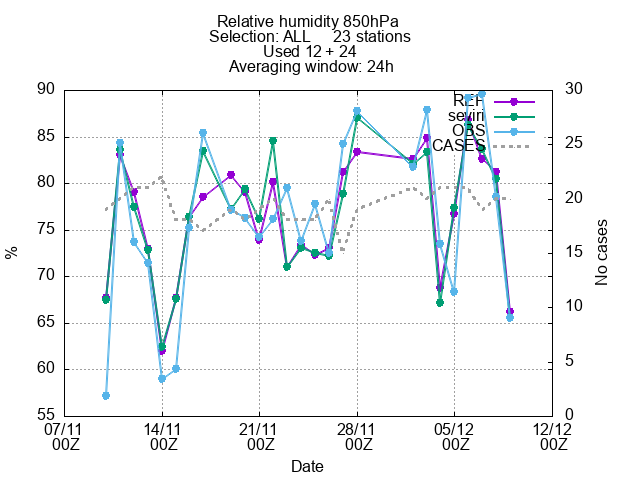 Relative humidity 850hPa
Selection: ALL 23 stations
Used 12 + 24
Averaging window: 24h
90
85
80
75
70
65
60
55
%
30
25
20
15
10
5
0
No cases
REF
seviri
OBS
CASES
07/11 14/11 21/11 28/11 05/12 12/12
00Z 00Z 00Z 00Z 00Z 00Z
Date